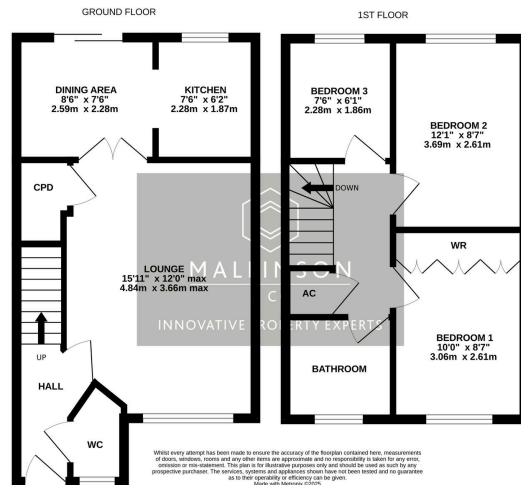 GROUND FLOOR
1ST FLOOR
DINING AREA
8'6" x 7'6"
2.59m x 2.28m
KITCHEN
7'6" x 6'2"
2.28m x 1.87m
CPD
LOUNGE
15'11" x 12'0" max
4.84m x 3.66m max
UP
HALL
WC
BEDROOM 3
7'6" x 6'1"
2.28m x 1.86m
BEDROOM 2
12'1" x 8'7"
3.69m x 2.61m
DOWN
WR
AC
BEDROOM 1
10'0" x 8'7"
3.06m x 2.61m
BATHROOM
INNOVATIVE PROPERTY EXPERTS
Whilst every attempt has been made to ensure the accuracy of the floorplan contained here, measurements
of doors, windows, rooms and any other items are approximate and no responsibility is taken for any error,
omission or mis-statement. This plan is for illustrative purposes only and should be used as such by any
prospective purchaser. The services, systems and appliances shown have not been tested and no guarantee
as to their operability or efficiency can be given.
Made with Metropix ©2025